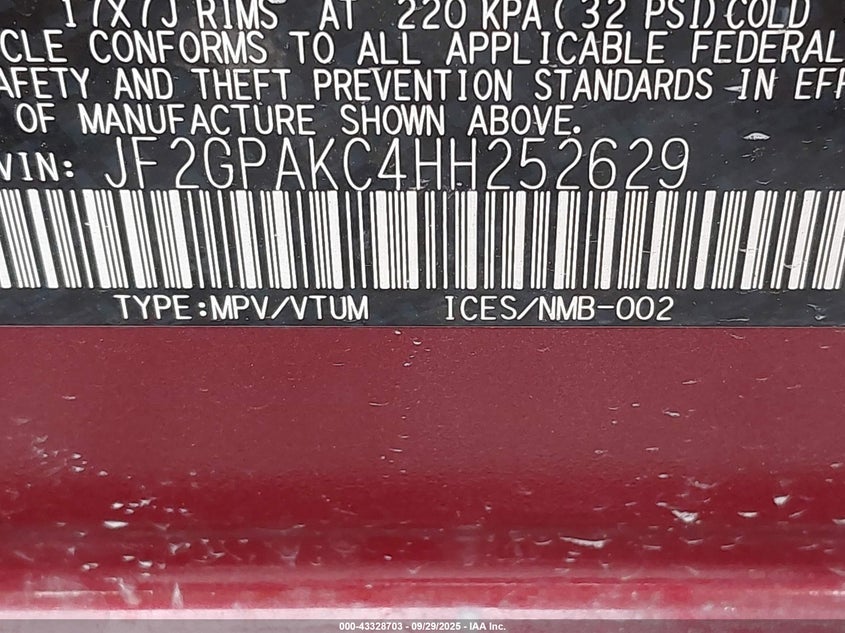 17X7J RIMS AT 220 KPA(32 PSI)COLD
CLE CONFORMS TO ALL APPLICABLE FEDERAL
AFETY AND THEFT PREVENTION STANDARDS IN EFF
OF MANUFACTURE SHOWN ABOVE.
VIN: JF2GPAKC4HH252629
TYPE:MPV/VTUM ICES/NMB-002
000-43328703 - 09/29/2025 - IAA Inc.